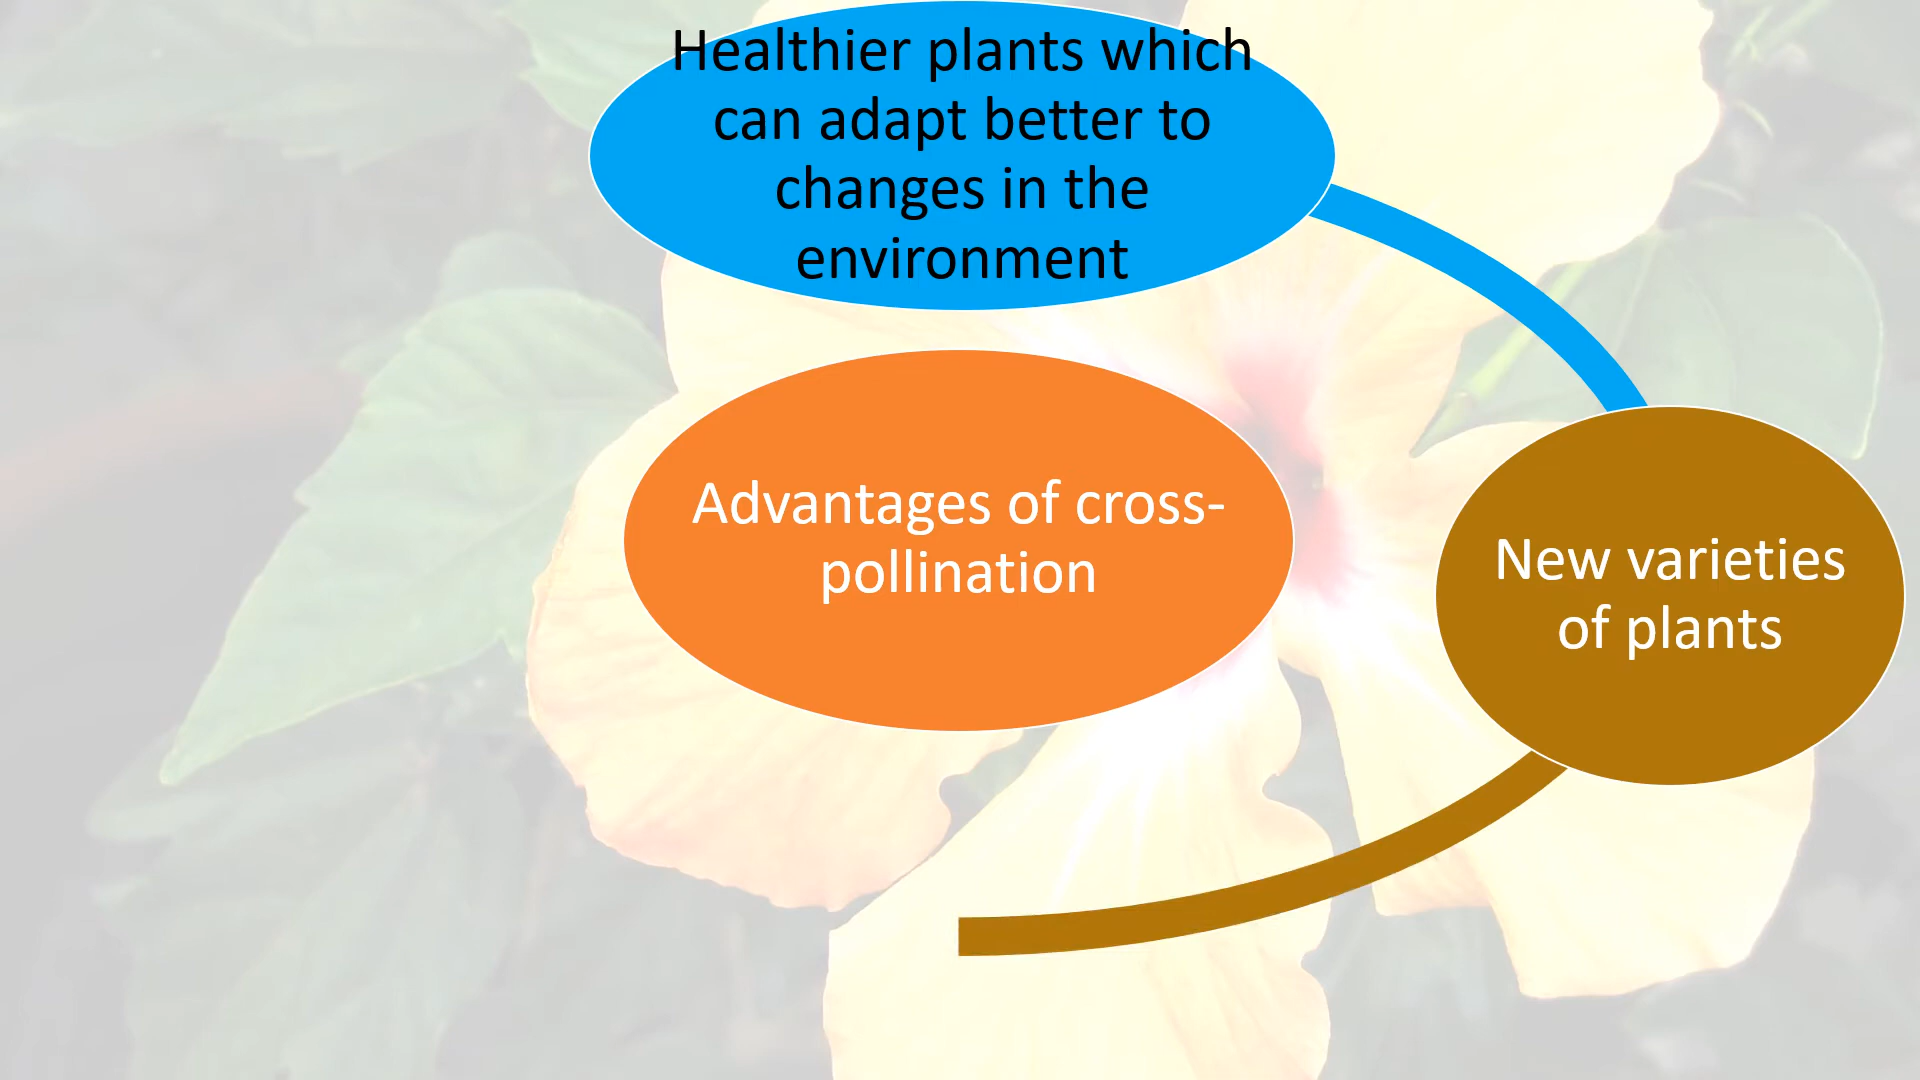 Healthier plants which
can adapt better to
changes in the
environment
Advantages of cross-
pollination
New varieties
of plants